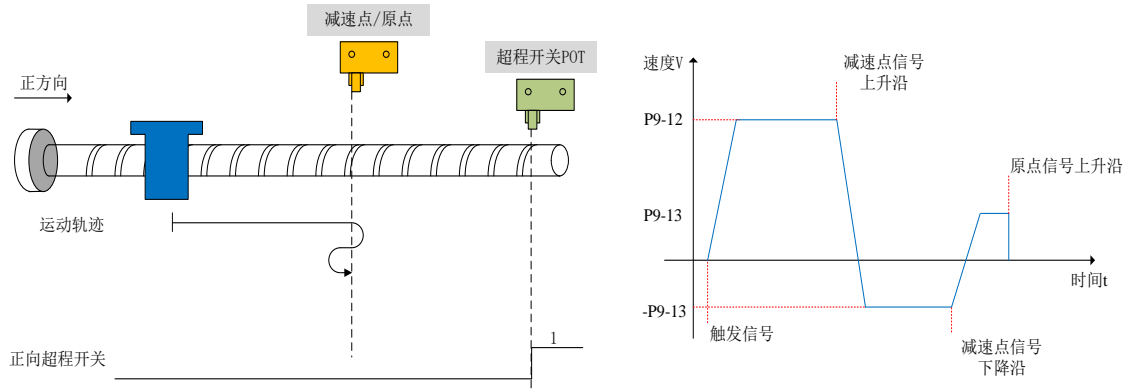 减速点/原点
超程开关POT
正方向
运动轨迹
正向超程开关
1
速度V
P9-12
P9-13
-P9-13
减速点信号
上升沿
原点信号上升沿
时间t
触发信号
减速点信号
下降沿